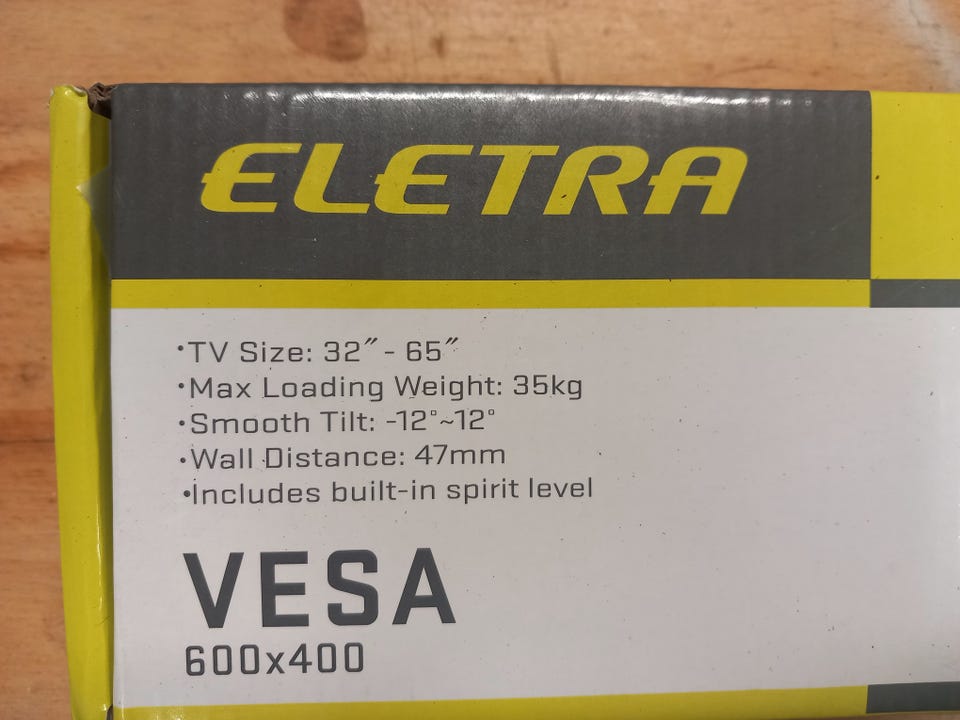 ELETRA
•TV Size: 32″ - 65″
•Max Loading Weight: 35kg
•Smooth Tilt: -12°~12°
•Wall Distance: 47mm
•Includes built-in spirit level
VESA
600x400